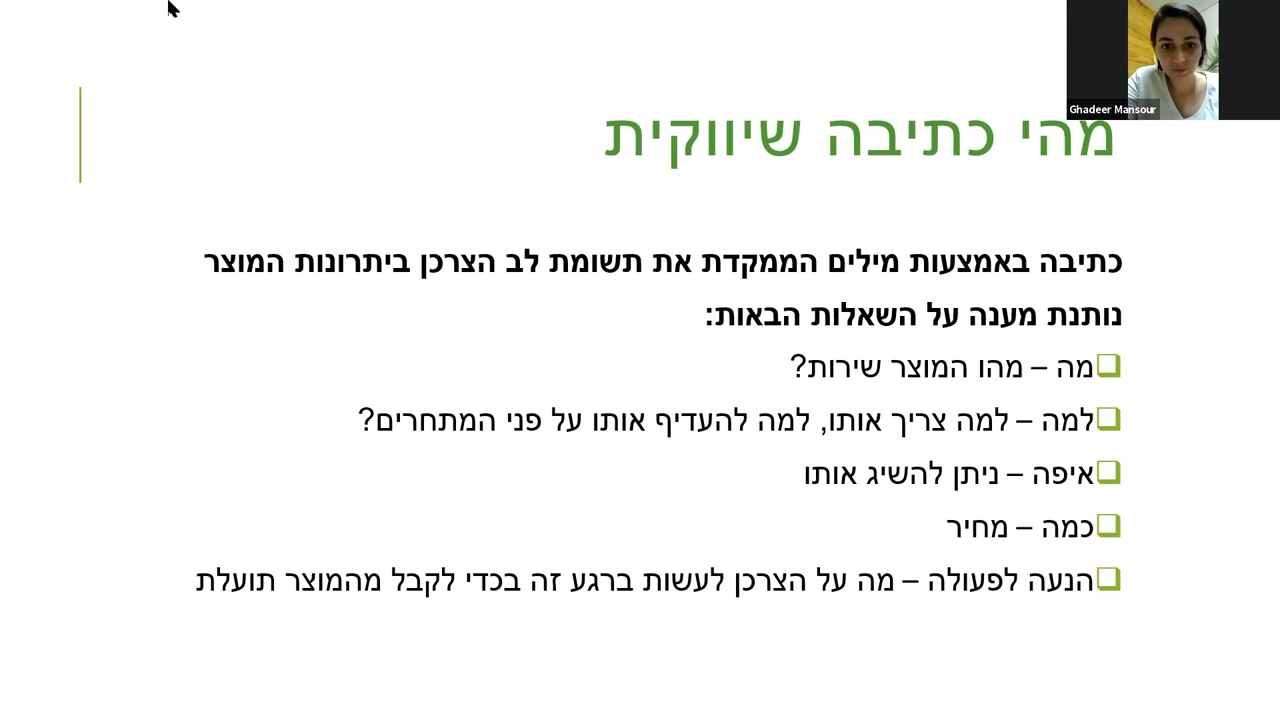 Ghadeer Mansour
מהי כתיבה שיווקית
כתיבה באמצעות מילים הממקדת את תשומת לב הצרכן ביתרונות המוצר
נותנת מענה על השאלות הבאות:
מה – מהו המוצר שירות?
למה – למה צריך אותו, למה להעדיף אותו על פני המתחרים?
איפה – ניתן להשיג אותו
כמה – מחיר
הנעה לפעולה – מה על הצרכן לעשות ברגע זה בכדי לקבל מהמוצר תועלת